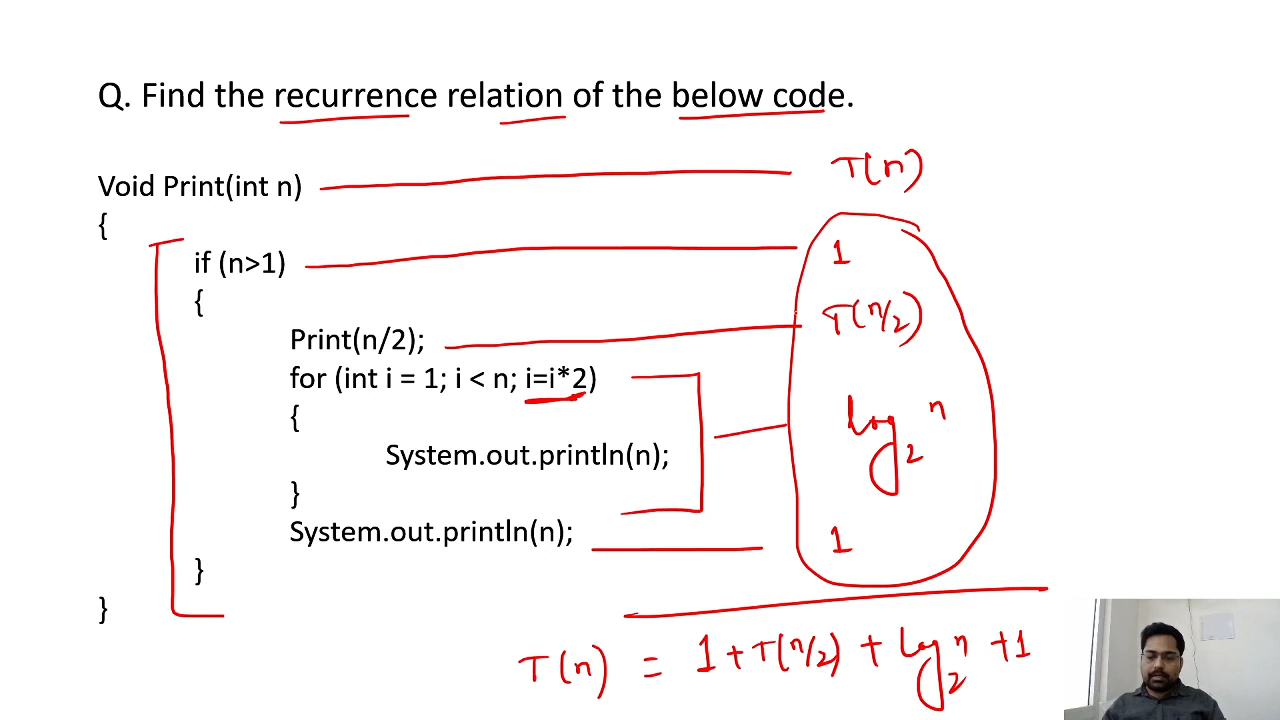 Q. Find the recurrence relation of the below code.
Void Print(int n) T(n)
{
if (n>1) 1
{
Print(n/2); T(n/2)
for (int i = 1; i < n; i=i*2)
{ log₂ n
System.out.println(n);
}
System.out.println(n); 1
}
}
T(n) = 1 + T(n/2) + log₂ n + 1